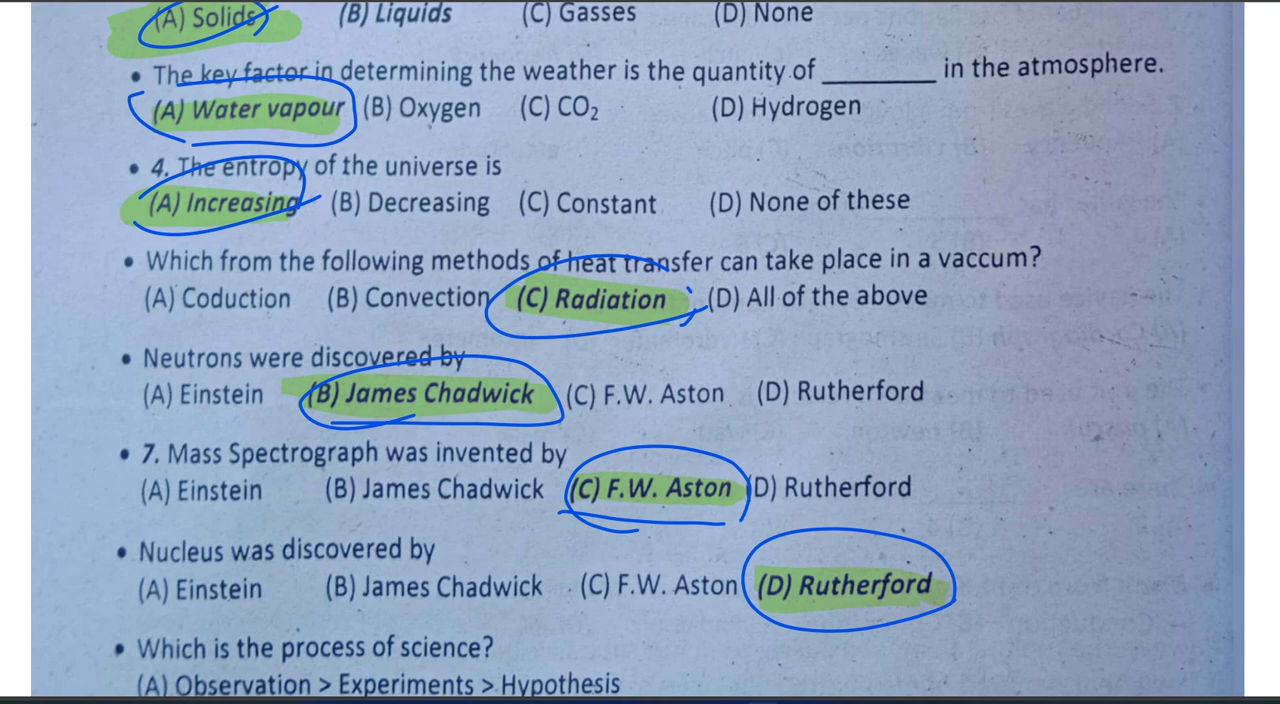 (A) Solids (B) Liquids (C) Gasses (D) None
• The key factor in determining the weather is the quantity of ________ in the atmosphere.
(A) Water vapour (B) Oxygen (C) CO₂ (D) Hydrogen
• 4. The entropy of the universe is
(A) Increasing (B) Decreasing (C) Constant (D) None of these
• Which from the following methods of heat transfer can take place in a vaccum?
(A) Coduction (B) Convection (C) Radiation (D) All of the above
• Neutrons were discovered by
(A) Einstein (B) James Chadwick (C) F.W. Aston (D) Rutherford
• 7. Mass Spectrograph was invented by
(A) Einstein (B) James Chadwick (C) F.W. Aston (D) Rutherford
• Nucleus was discovered by
(A) Einstein (B) James Chadwick (C) F.W. Aston (D) Rutherford
• Which is the process of science?
(A) Observation > Experiments > Hypothesis